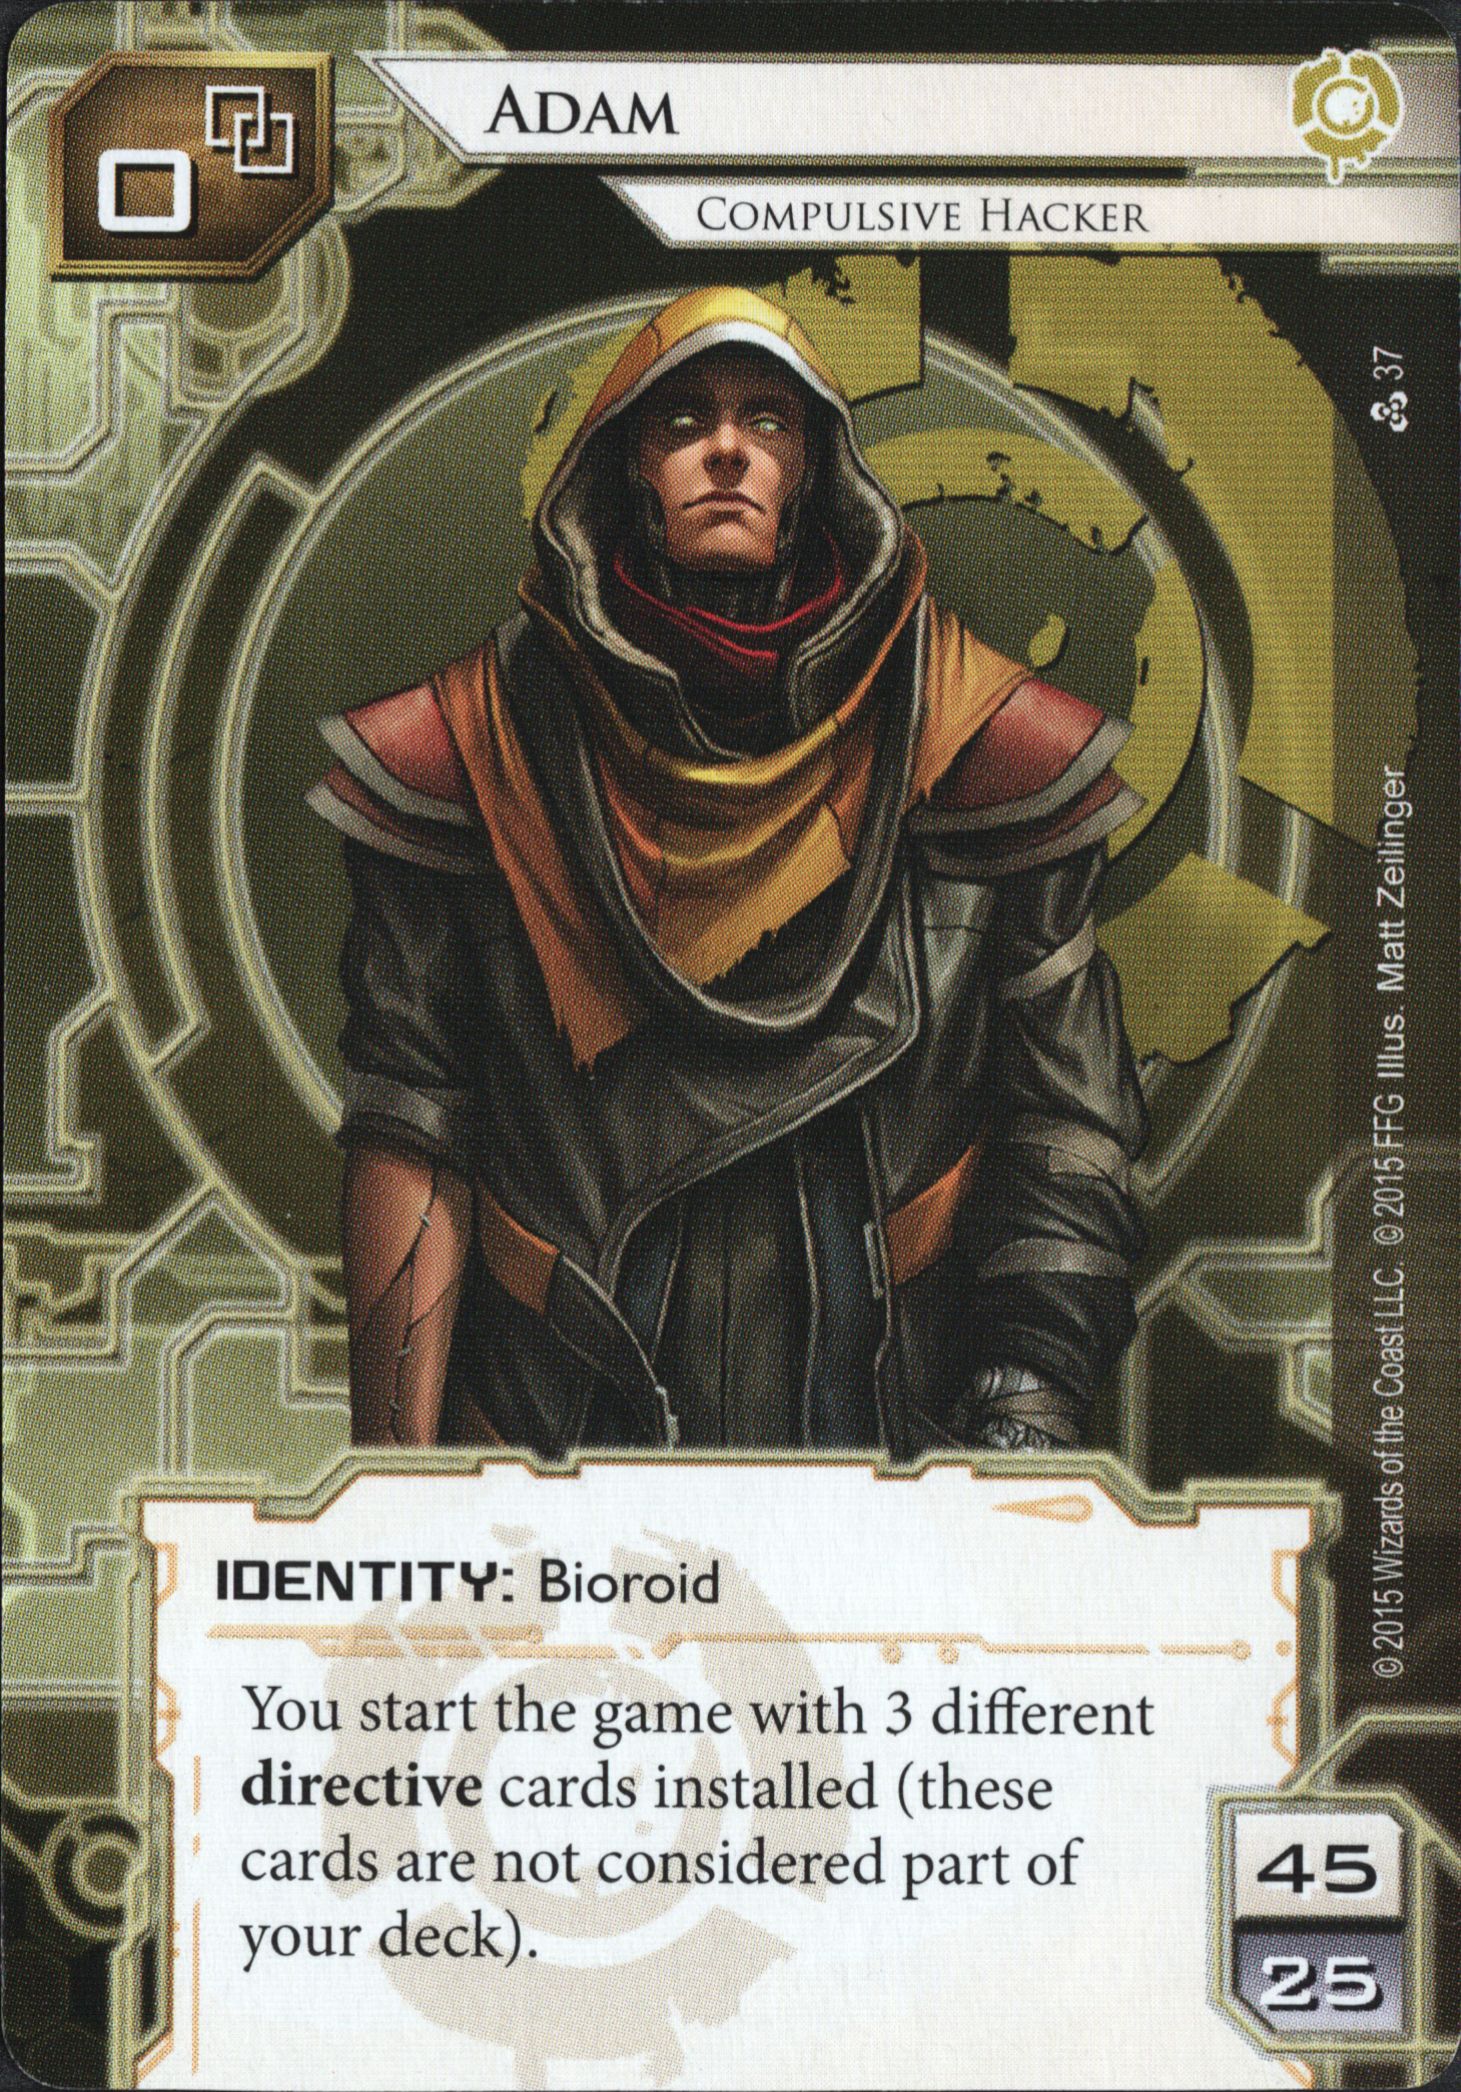 0
ADAM
COMPULSIVE HACKER
37
© 2015 Wizards of the Coast LLC. © 2015 FFG Illus. Matt Zeilinger
IDENTITY: Bioroid
You start the game with 3 different
directive cards installed (these
cards are not considered part of
your deck).
45
25